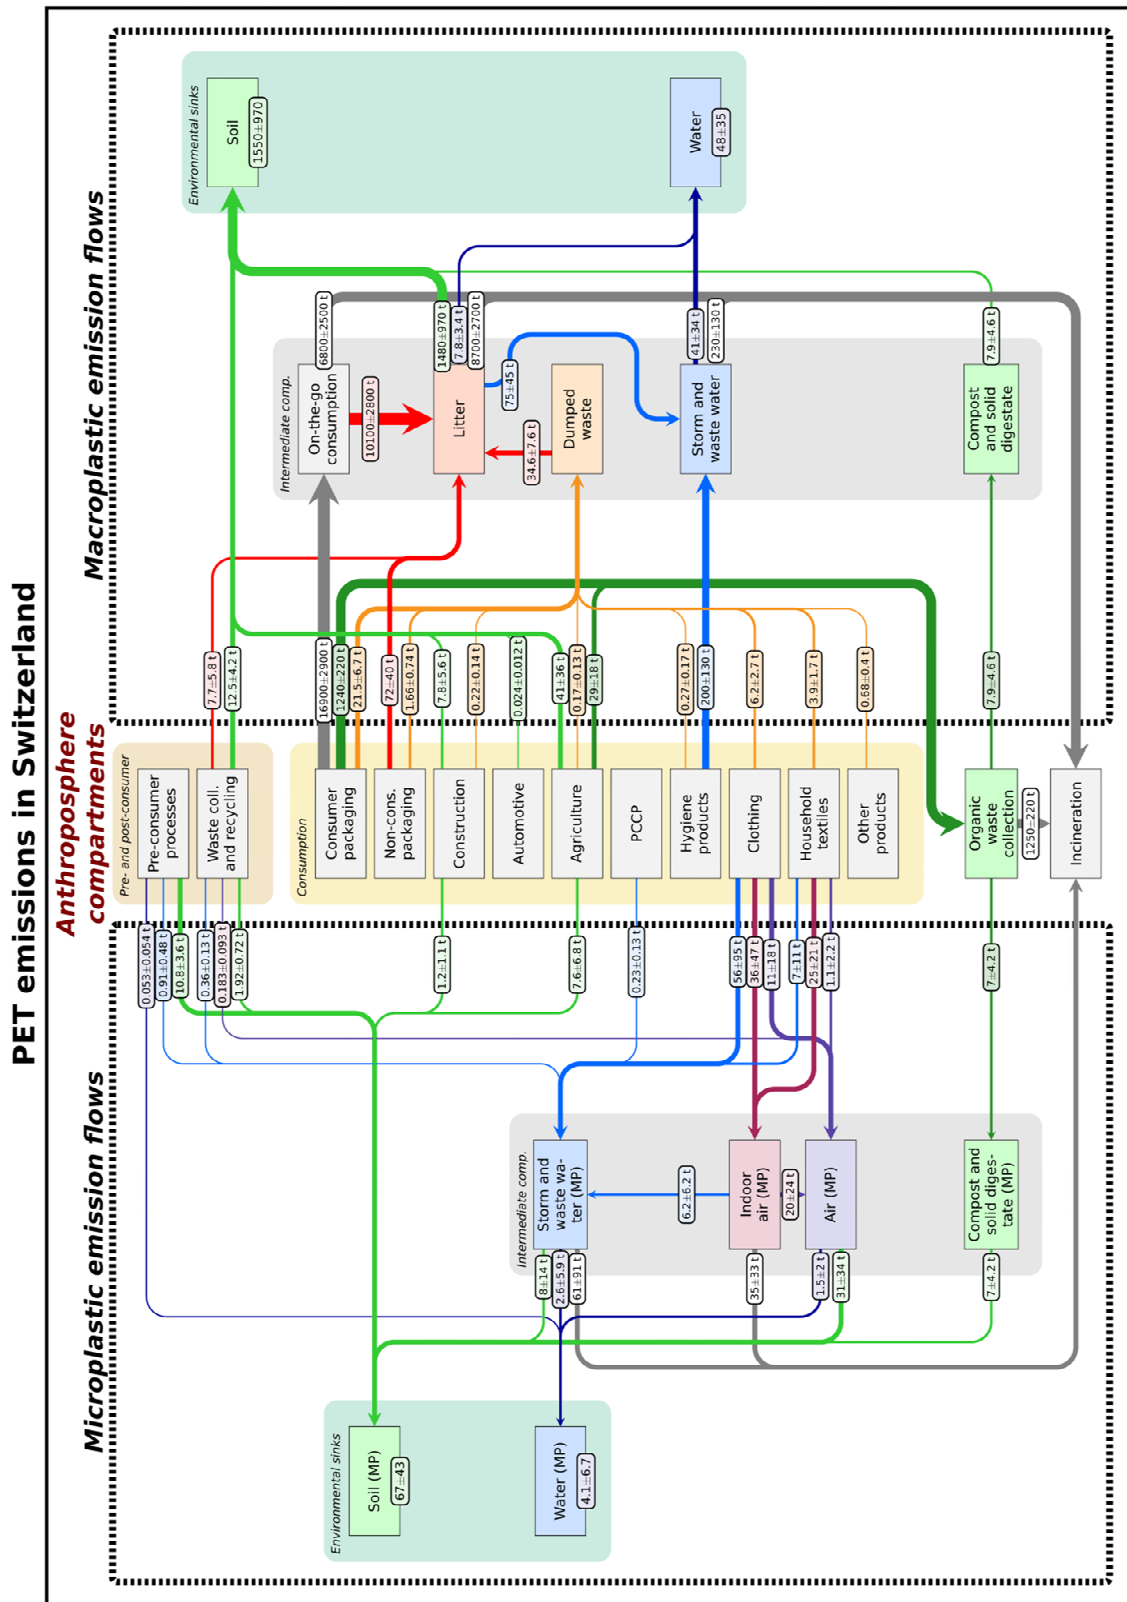 PET emissions in Switzerland
Microplastic emission flows
Anthroposphere
compartments
Macroplastic emission flows
Environmental sinks
Soil (MP)
67±43
Water (MP)
4.1±6.7
Intermediate comp.
Storm and
waste wa-
ter (MP)
8±14 t
2.6±5.9 t
61±91 t
6.2±6.2 t
Indoor
air (MP)
35±33 t
20±24 t
Air (MP)
1.5±2 t
31±34 t
Compost and
solid diges-
tate (MP)
7±4.2 t
0.053±0.054 t
0.91±0.48 t
10.8±3.6 t
0.36±0.13 t
0.183±0.093 t
1.92±0.72 t
1.2±1.1 t
7.6±6.8 t
0.23±0.13 t
56±95 t
36±47 t
11±18 t
7±11 t
25±21 t
1.1±2.2 t
7±4.2 t
Pre- and post-consumer
Pre-consumer
processes
Waste coll.
and recycling
Consumption
Consumer
packaging
Non-cons.
packaging
Construction
Automotive
Agriculture
PCCP
Hygiene
products
Clothing
Household
textiles
Other
products
Organic
waste
collection
1250±220 t
Incineration
7.7±5.8 t
12.5±4.2 t
16900±2900 t
1240±220 t
21.5±6.7 t
72±40 t
1.66±0.74 t
7.8±5.6 t
0.22±0.14 t
0.024±0.012 t
41±36 t
0.17±0.13 t
29±18 t
0.27±0.17 t
200±130 t
6.2±2.7 t
3.9±1.7 t
0.68±0.4 t
7.9±4.6 t
Intermediate comp.
On-the-go
consumption
6800±2500 t
10100±2800 t
Litter
1480±970 t
7.8±3.4 t
8700±2700 t
75±45 t
34.6±7.6 t
Dumped
waste
Storm and
waste water
41±34 t
230±130 t
Compost
and solid
digestate
7.9±4.6 t
Environmental sinks
Soil
1550±970
Water
48±35